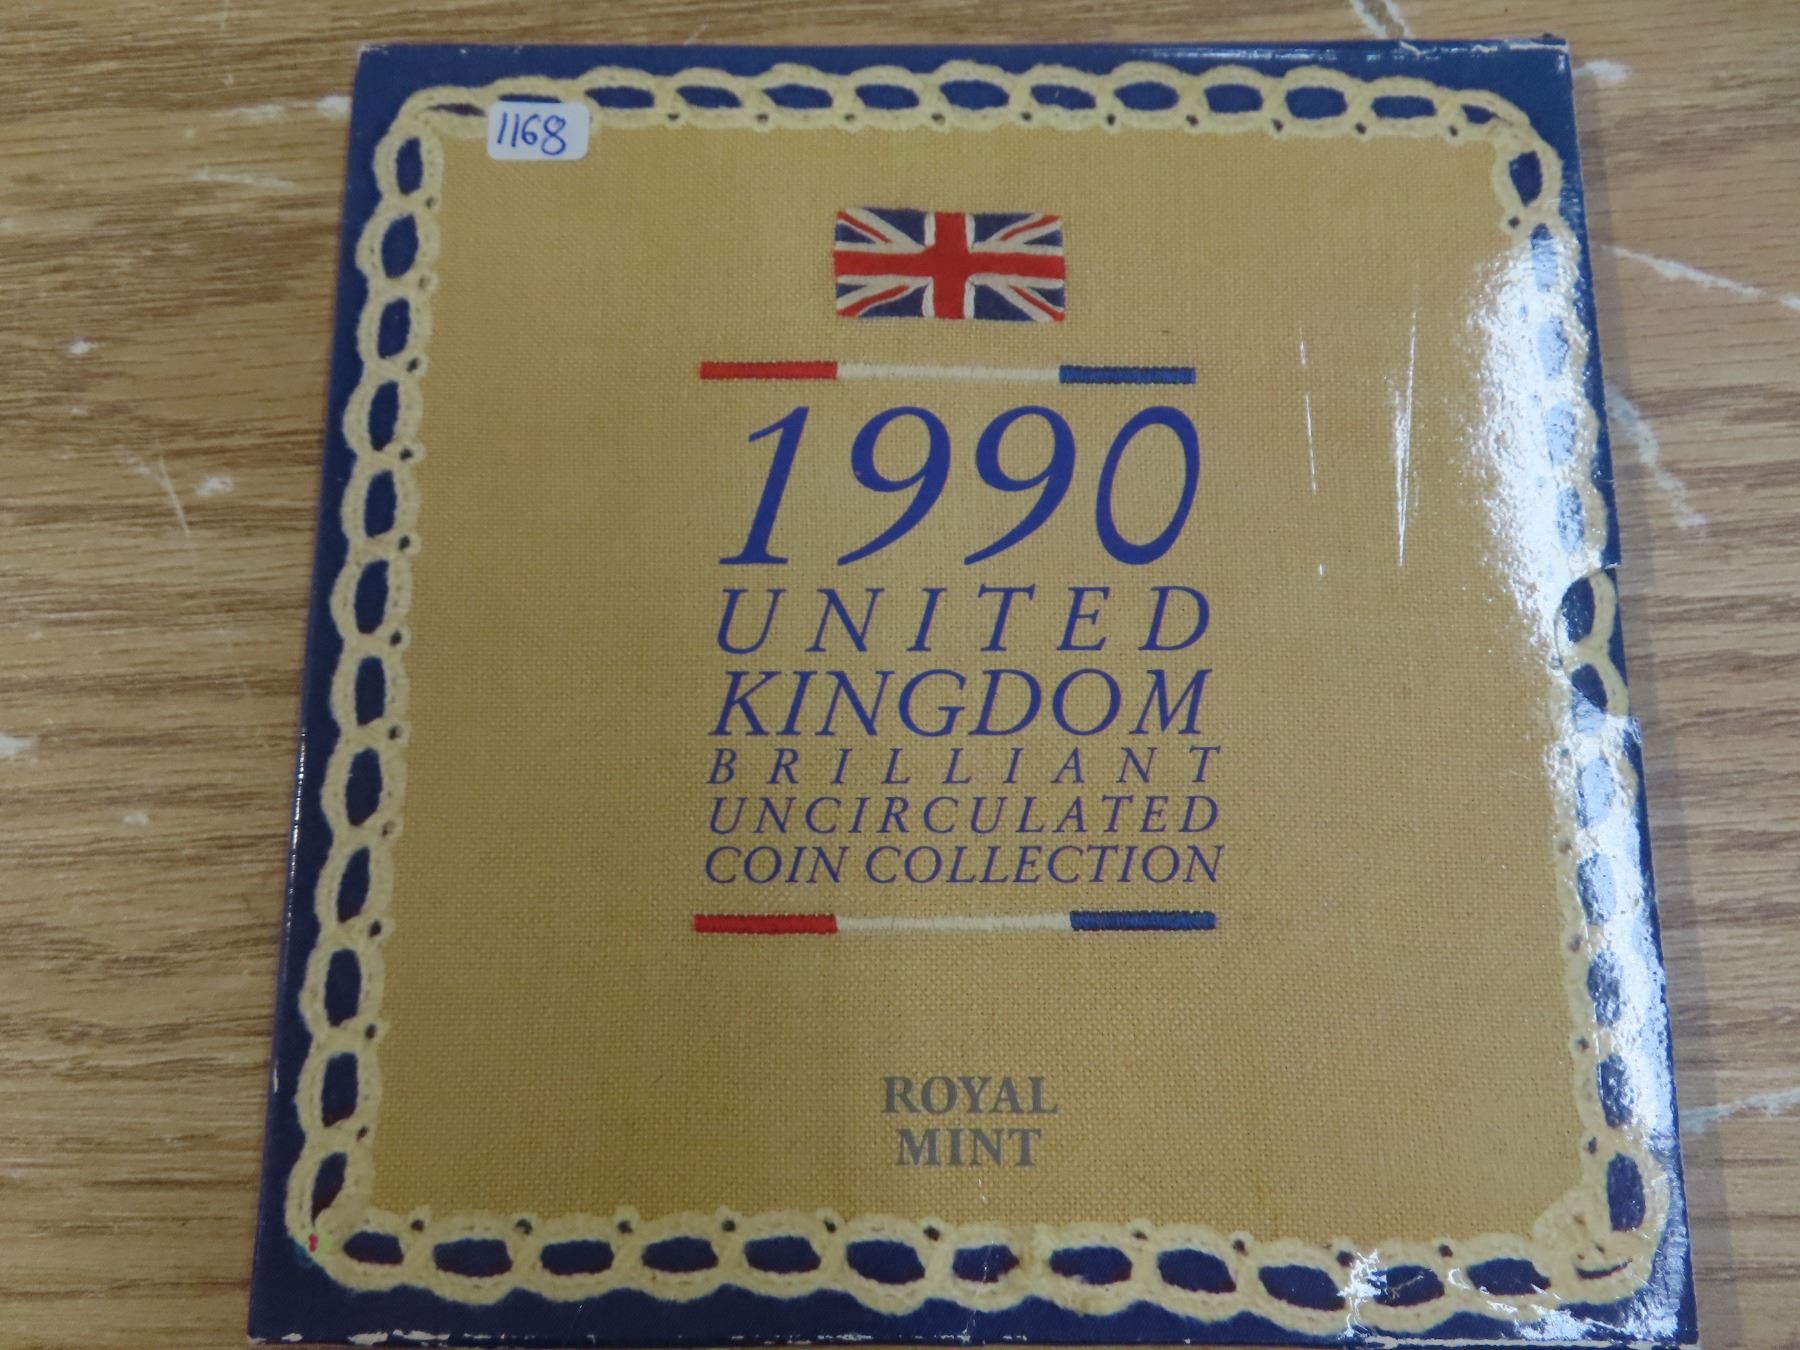 1168
1990
UNITED
KINGDOM
BRILLIANT
UNCIRCULATED
COIN COLLECTION
ROYAL
MINT